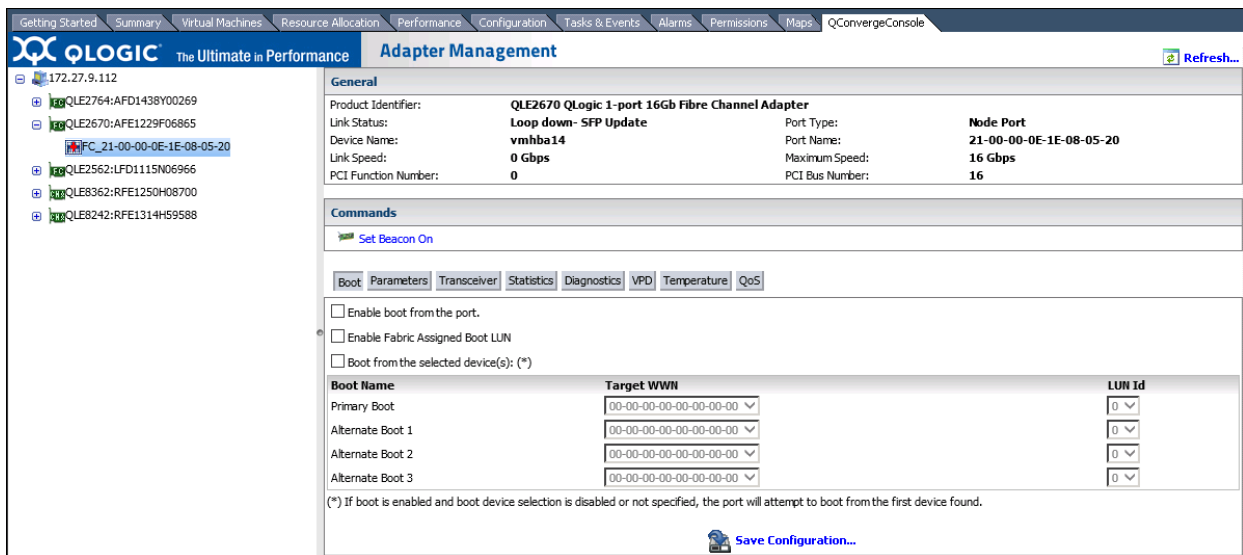 Getting Started Summary Virtual Machines Resource Allocation Performance Configuration Tasks & Events Alarms Permissions Maps QConvergeConsole
QLOGIC The Ultimate in Performance Adapter Management Refresh...
172.27.9.112
QLE2764:AFD1438Y00269
QLE2670:AFE1229F06865
FC_21-00-00-0E-1E-08-05-20
QLE2562:LFD1115N06966
QLE8362:RFE1250H08700
QLE8242:RFE1314H59588
General
Product Identifier: QLE2670 QLogic 1-port 16Gb Fibre Channel Adapter
Link Status: Loop down- SFP Update Port Type: Node Port
Device Name: vmhba14 Port Name: 21-00-00-0E-1E-08-05-20
Link Speed: 0 Gbps Maximum Speed: 16 Gbps
PCI Function Number: 0 PCI Bus Number: 16
Commands
Set Beacon On
Boot Parameters Transceiver Statistics Diagnostics VPD Temperature QoS
Enable boot from the port.
Enable Fabric Assigned Boot LUN
Boot from the selected device(s): (*)
Boot Name Target WWN LUN Id
Primary Boot 00-00-00-00-00-00-00-00 0
Alternate Boot 1 00-00-00-00-00-00-00-00 0
Alternate Boot 2 00-00-00-00-00-00-00-00 0
Alternate Boot 3 00-00-00-00-00-00-00-00 0
(*) If boot is enabled and boot device selection is disabled or not specified, the port will attempt to boot from the first device found.
Save Configuration...